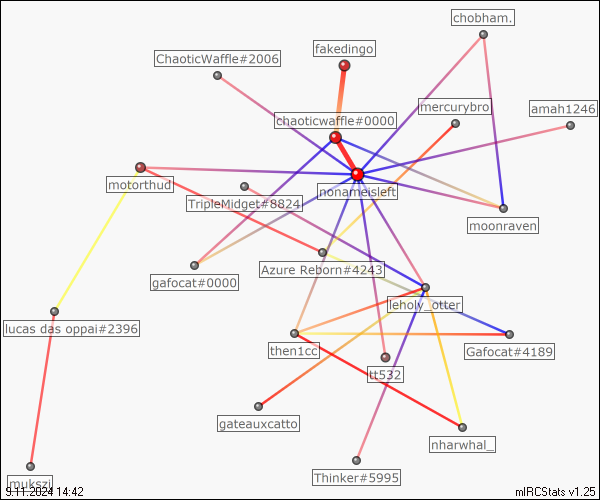 chobham.
fakedingo
ChaoticWaffle#2006
mercurybro
amah1246
chaoticwaffle#0000
motorthud
nonameisleft
TripleMidget#8824
moonraven
Azure Reborn#4243
gafocat#0000
leholy_otter
lucas das oppai#2396
then1cc
Gafocat#4189
tt532
gateauxcatto
nharwhal_
Thinker#5995
mukszi
9.11.2024 14:42
mIRCStats v1.25